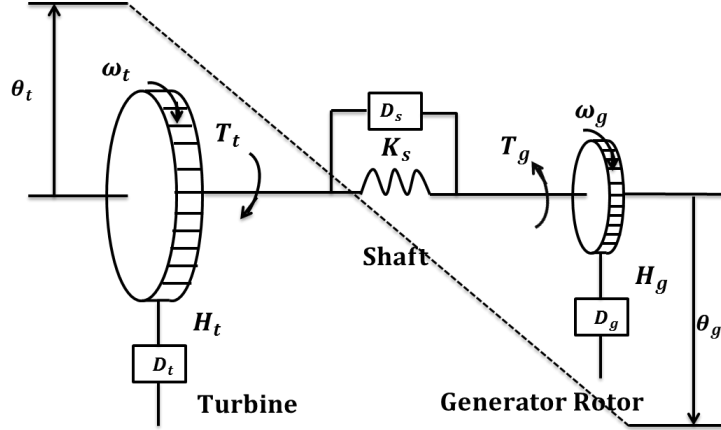 θt
ωt
Tt
Ds
Ks
Tg
ωg
Shaft
Ht
Hg
Dt
Dg
θg
Turbine
Generator Rotor